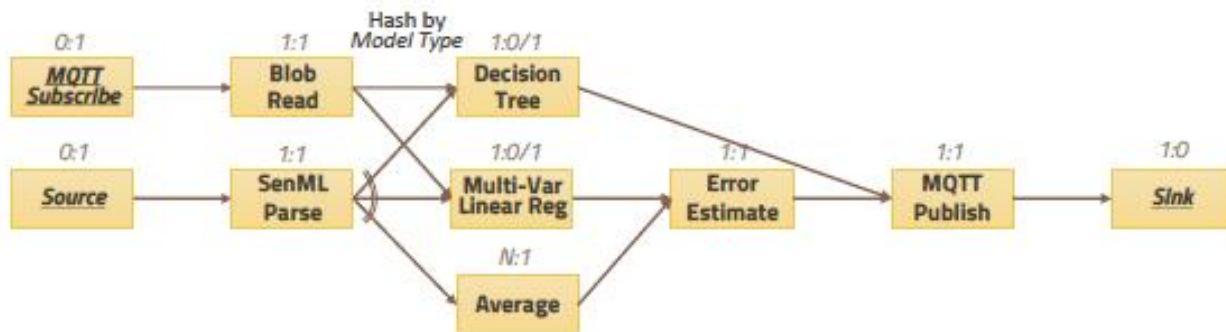 Hash by
Model Type
0:1
1:1
1:0/1
MQTT
Subscribe
Blob
Read
Decision
Tree
0:1
1:1
1:0/1
1:1
1:1
1:0
Source
SenML
Parse
Multi-Var
Linear Reg
Error
Estimate
MQTT
Publish
Sink
N:1
Average